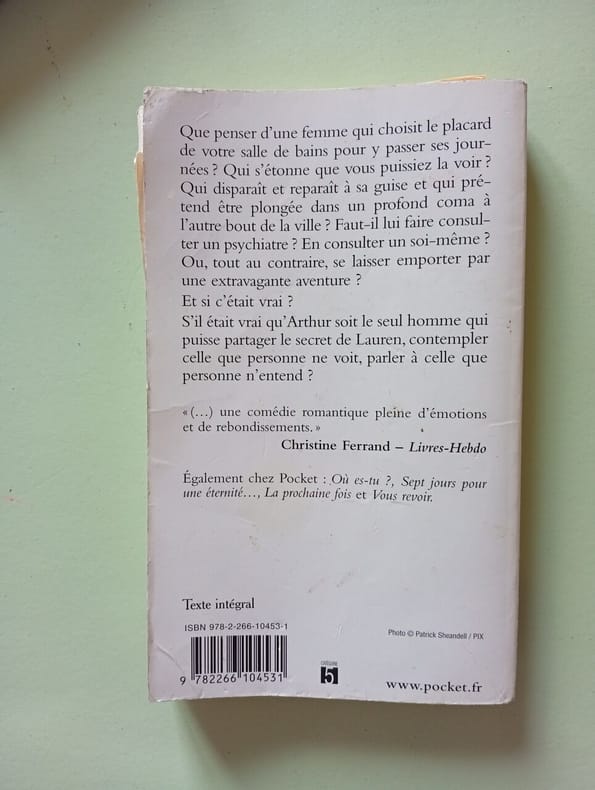 Que penser d'une femme qui choisit le placard
de votre salle de bains pour y passer ses jour-
nées ? Qui s'étonne que vous puissiez la voir ?
Qui disparaît et reparaît à sa guise et qui pré-
tend être plongée dans un profond coma à
l'autre bout de la ville ? Faut-il lui faire consul-
ter un psychiatre ? En consulter un soi-même ?
Ou, tout au contraire, se laisser emporter par
une extravagante aventure ?
Et si c'était vrai ?
S'il était vrai qu'Arthur soit le seul homme qui
puisse partager le secret de Lauren, contempler
celle que personne ne voit, parler à celle que
personne n'entend ?
« (...) une comédie romantique pleine d'émotions
et de rebondissements. »
Christine Ferrand – Livres-Hebdo
Également chez Pocket : Où es-tu ?, Sept jours pour
une éternité..., La prochaine fois et Vous revoir.
Texte intégral
ISBN 978-2-266-10453-1
Photo © Patrick Sheandell / PIX
CATÉGORIE
5
9 782266 104531
www.pocket.fr